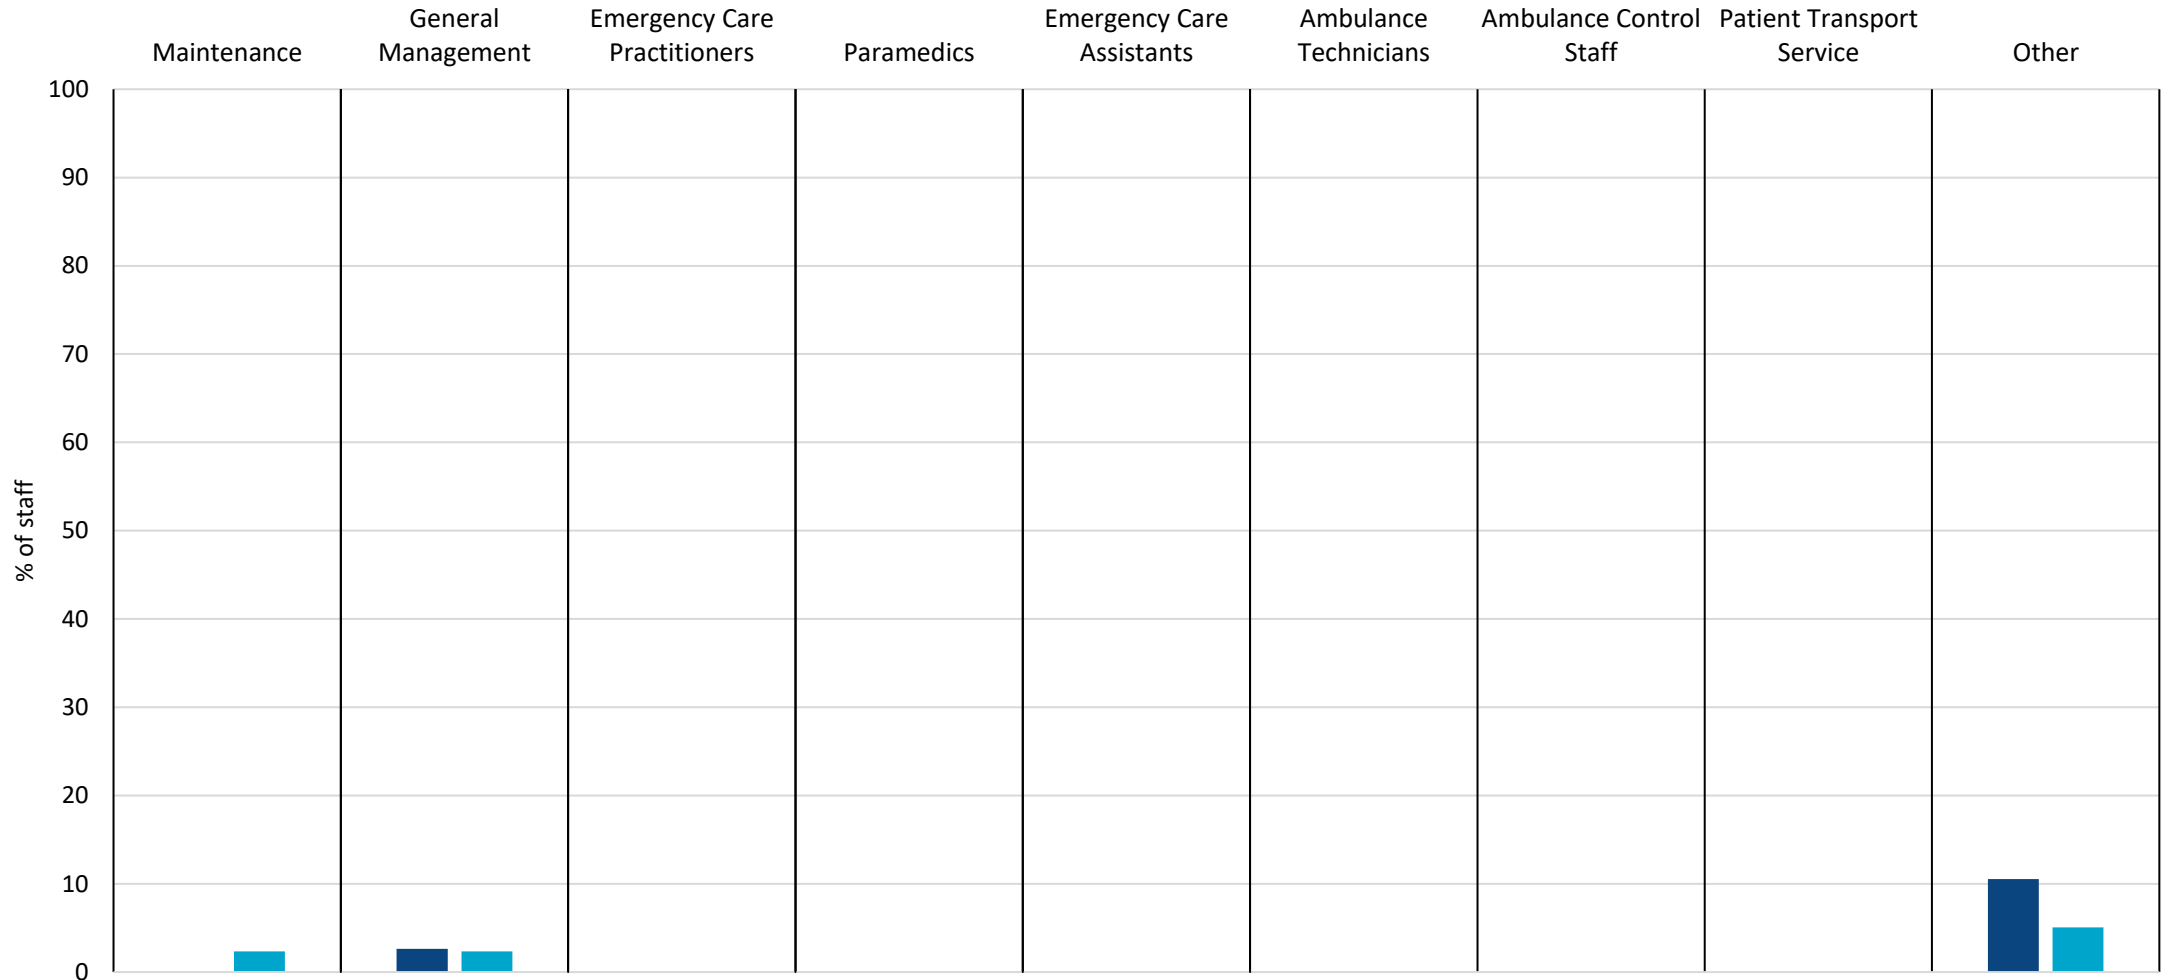 Maintenance
General
Management
Emergency Care
Practitioners
Paramedics
Emergency Care
Assistants
Ambulance
Technicians
Ambulance Control
Staff
Patient Transport
Service
Other
100
90
80
70
60
50
40
30
20
10
0
% of staff